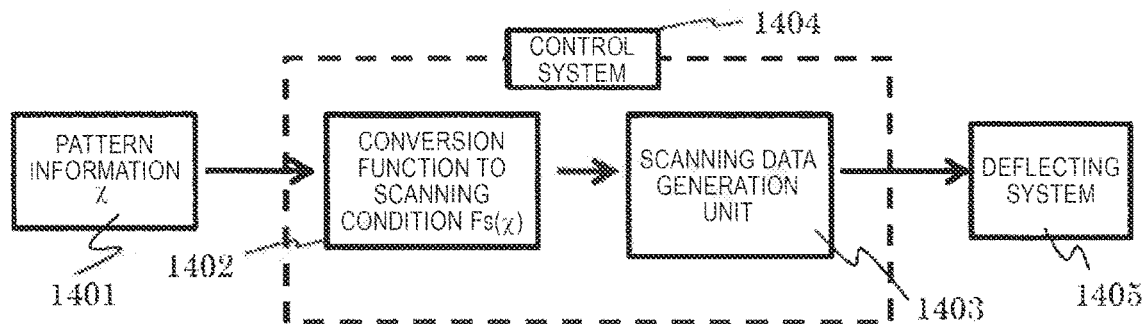 1404
CONTROL
SYSTEM
PATTERN
INFORMATION
χ
CONVERSION
FUNCTION TO
SCANNING
CONDITION Fs(χ)
SCANNING DATA
GENERATION
UNIT
DEFLECTING
SYSTEM
1401
1402
1403
1405